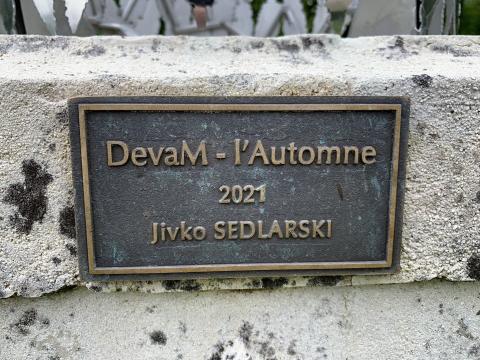 DevaM - l'Automne
2021
Jivko SEDLARSKI